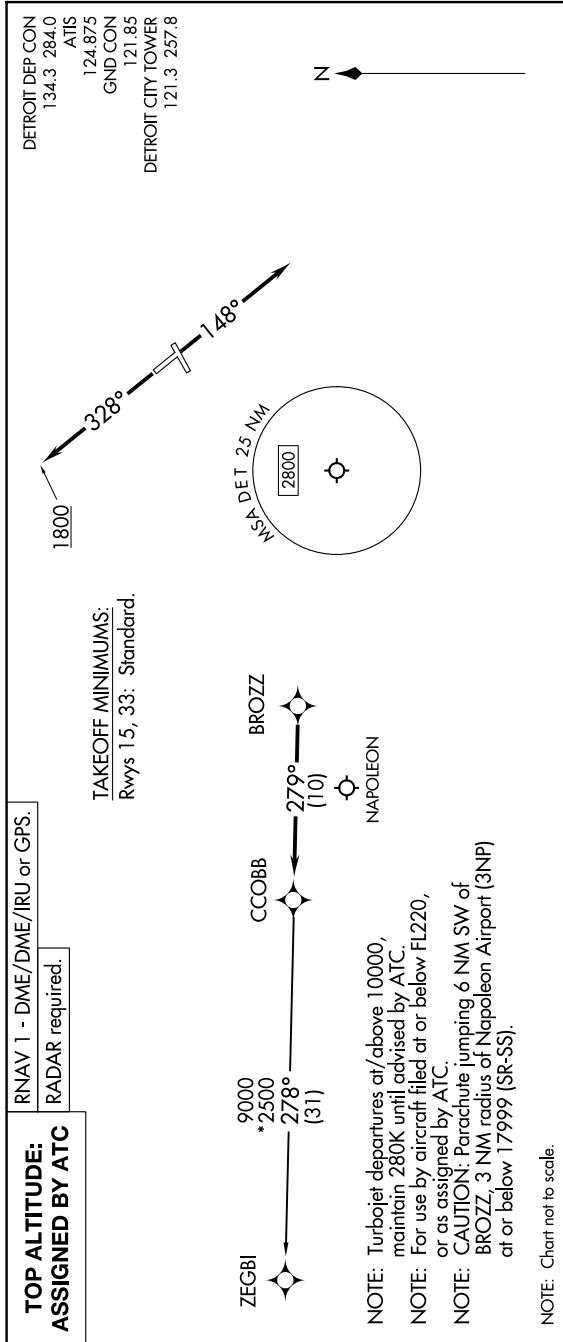 TOP ALTITUDE:
ASSIGNED BY ATC
RNAV 1 - DME/DME/IRU or GPS.
RADAR required.
DETROIT DEP CON
134.3 284.0
ATIS
124.875
GND CON
121.85
DETROIT CITY TOWER
121.3 257.8
TAKEOFF MINIMUMS:
Rwys 15, 33: Standard.
1800
328°
148°
N
ZEGBI
9000
*2500
278°
(31)
CCOBB
279°
(10)
BROZZ
NAPOLEON
MSA DET 25 NM
2800
NOTE: Turbojet departures at/above 10000,
maintain 280K until advised by ATC.
NOTE: For use by aircraft filed at or below FL220,
or as assigned by ATC.
NOTE: CAUTION: Parachute jumping 6 NM SW of
BROZZ, 3 NM radius of Napoleon Airport (3NP)
at or below 17999 (SR-SS).
NOTE: Chart not to scale.